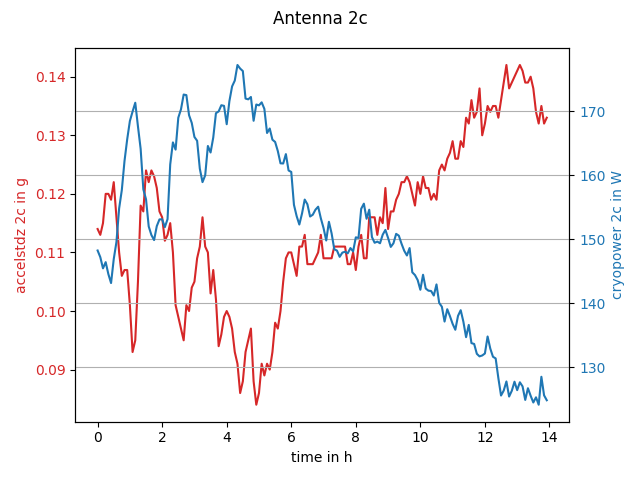 Antenna 2c
accelstdz 2c in g
0.14
0.13
0.12
0.11
0.10
0.09
170
160
150
140
130
cryopower 2c in W
0 2 4 6 8 10 12 14
time in h